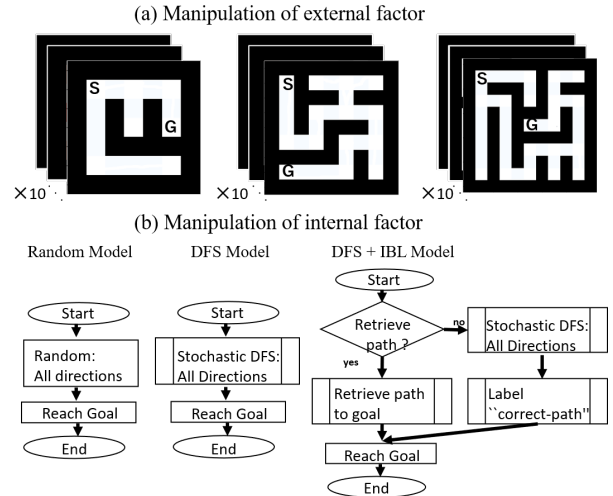 (a) Manipulation of external factor
S
G
×10
S
G
×10
S
G
×10
(b) Manipulation of internal factor
Random Model
DFS Model
DFS + IBL Model
Start
Random:
All directions
Reach Goal
End
Start
Stochastic DFS:
All Directions
Reach Goal
End
Start
Retrieve
path ?
no
yes
Stochastic DFS:
All Directions
Retrieve path
to goal
Label
``correct-path"
Reach Goal
End